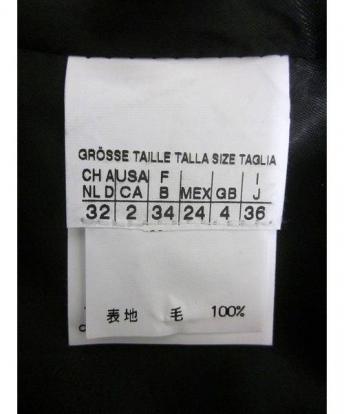 GRÖSSE TAILLE TALLA SIZE TAGLIA
CH A USA F I
NL D CA B MEX GB J
32 2 34 24 4 36
表地 毛 100%